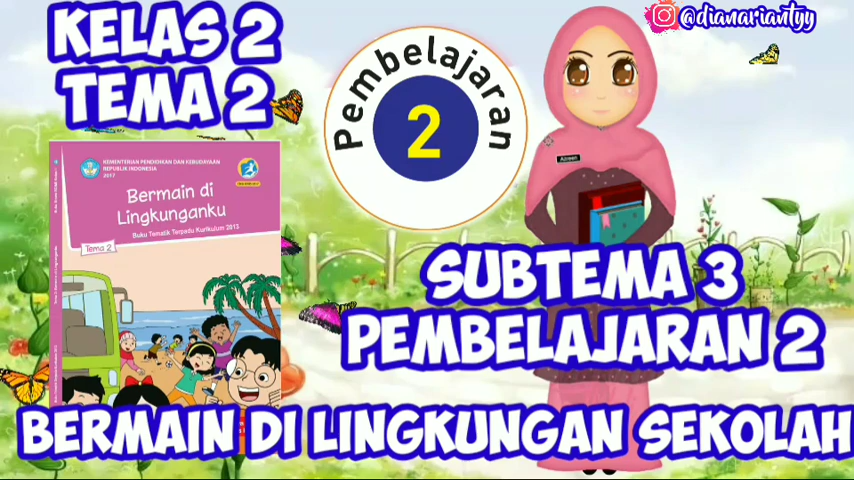 KELAS 2
TEMA 2
Pembelajaran
2
@dianariantyy
KEMENTERIAN PENDIDIKAN DAN KEBUDAYAAN
REPUBLIK INDONESIA
2017
Bermain di
Lingkunganku
Buku Tematik Terpadu Kurikulum 2013
Tema 2
Azreen
SUBTEMA 3
PEMBELAJARAN 2
BERMAIN DI LINGKUNGAN SEKOLAH